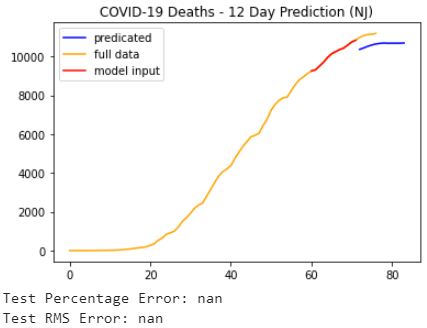 COVID-19 Deaths - 12 Day Prediction (NJ)
predicated
full data
model input
10000
8000
6000
4000
2000
0
0 20 40 60 80
Test Percentage Error: nan
Test RMS Error: nan